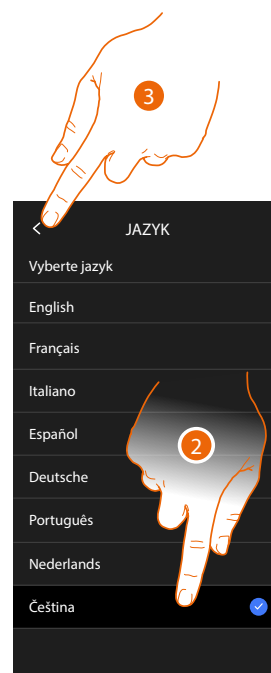 3
JAZYK
Vyberte jazyk
English
Français
Italiano
Español
2
Deutsche
Português
Nederlands
Čeština